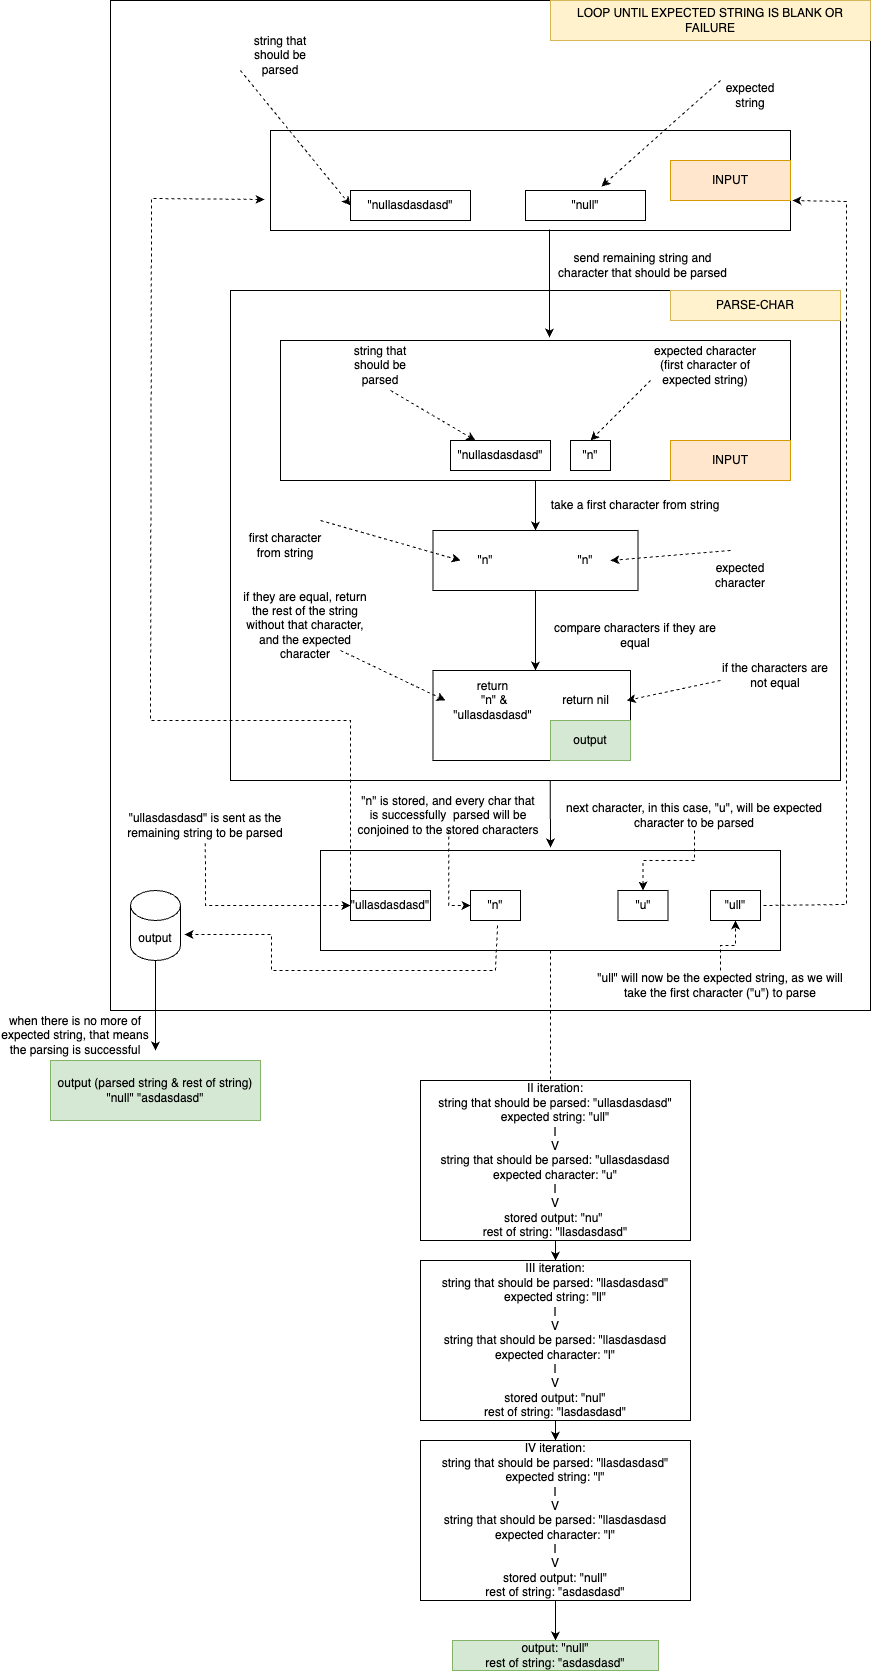 LOOP UNTIL EXPECTED STRING IS BLANK OR
FAILURE
string that
should be
parsed
expected
string
INPUT
"nullasdasdasd"
"null"
send remaining string and
character that should be parsed
PARSE-CHAR
string that
should be
parsed
expected character
(first character of
expected string)
"nullasdasdasd"
"n"
INPUT
take a first character from string
first character
from string
"n"
"n"
expected
character
if they are equal, return
the rest of the string
without that character,
and the expected
character
compare characters if they are
equal
if the characters are
not equal
return
"n" &
"ullasdasdasd"
return nil
output
"ullasdasdasd" is sent as the
remaining string to be parsed
"n" is stored, and every char that
is successfully  parsed will be
conjoined to the stored characters
next character, in this case, "u", will be expected
character to be parsed
"ullasdasdasd"
"n"
"u"
"ull"
output
"ull" will now be the expected string, as we will
take the first character ("u") to parse
when there is no more of
expected string, that means
the parsing is successful
output (parsed string & rest of string)
"null" "asdasdasd"
II iteration:
string that should be parsed: "ullasdasdasd"
expected string: "ull"
I
V
string that should be parsed: "ullasdasdasd
expected character: "u"
I
V
stored output: "nu"
rest of string: "llasdasdasd"
III iteration:
string that should be parsed: "llasdasdasd"
expected string: "ll"
I
V
string that should be parsed: "llasdasdasd
expected character: "l"
I
V
stored output: "nul"
rest of string: "lasdasdasd"
IV iteration:
string that should be parsed: "llasdasdasd"
expected string: "l"
I
V
string that should be parsed: "llasdasdasd
expected character: "l"
I
V
stored output: "null"
rest of string: "asdasdasd"
output: "null"
rest of string: "asdasdasd"